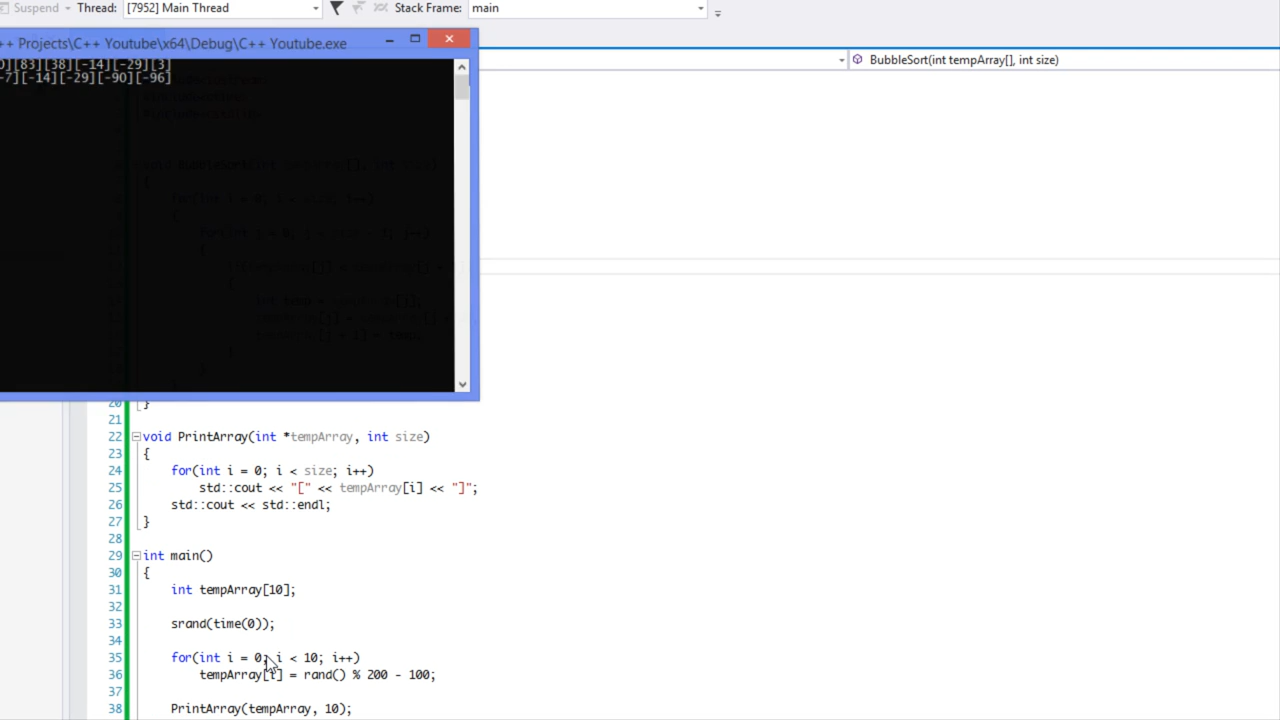 Suspend Thread: [7952] Main Thread Stack Frame: main
++ Projects\C++ Youtube\x64\Debug\C++ Youtube.exe
BubbleSort(int tempArray[], int size)
][83][38][-14][-29][3]
-7][-14][-29][-90][-96]
20 }
21
22 void PrintArray(int *tempArray, int size)
23 {
24 for(int i = 0; i < size; i++)
25 std::cout << "[" << tempArray[i] << "]";
26 std::cout << std::endl;
27 }
28
29 int main()
30 {
31 int tempArray[10];
32
33 srand(time(0));
34
35 for(int i = 0; i < 10; i++)
36 tempArray[i] = rand() % 200 - 100;
37
38 PrintArray(tempArray, 10);